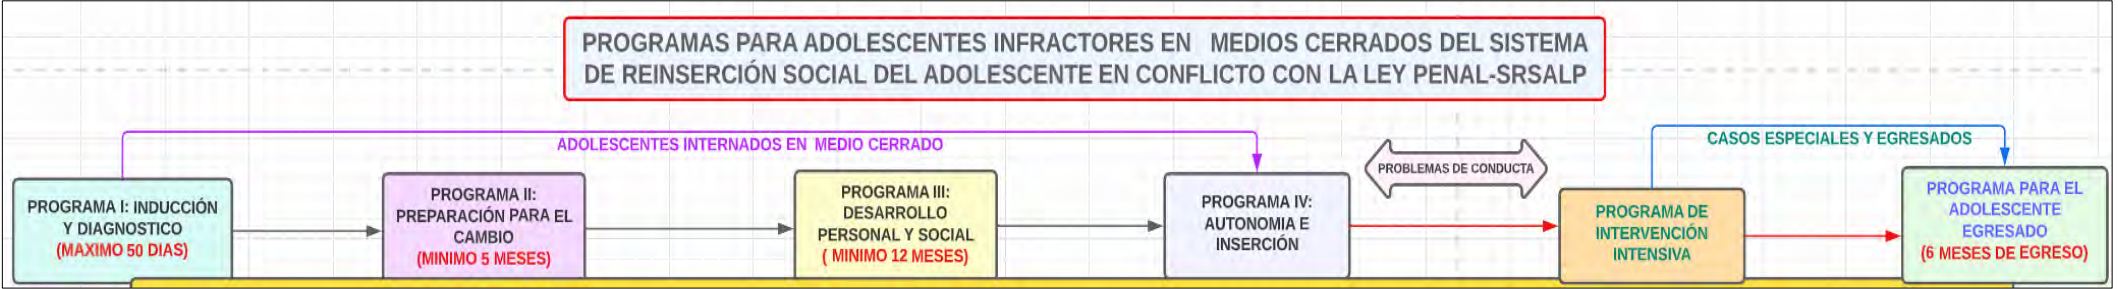 PROGRAMAS PARA ADOLESCENTES INFRACTORES EN MEDIOS CERRADOS DEL SISTEMA
DE REINSERCIÓN SOCIAL DEL ADOLESCENTE EN CONFLICTO CON LA LEY PENAL-SRSALP
ADOLESCENTES INTERNADOS EN MEDIO CERRADO
PROBLEMAS DE CONDUCTA
CASOS ESPECIALES Y EGRESADOS
PROGRAMA I: INDUCCIÓN
Y DIAGNOSTICO
(MAXIMO 50 DIAS)
PROGRAMA II:
PREPARACIÓN PARA EL
CAMBIO
(MINIMO 5 MESES)
PROGRAMA III:
DESARROLLO
PERSONAL Y SOCIAL
( MINIMO 12 MESES)
PROGRAMA IV:
AUTONOMIA E
INSERCIÓN
PROGRAMA DE
INTERVENCIÓN
INTENSIVA
PROGRAMA PARA EL
ADOLESCENTE
EGRESADO
(6 MESES DE EGRESO)